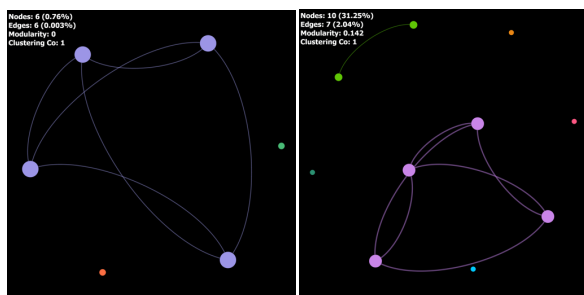 Nodes: 6 (0.76%)
Edges: 6 (0.003%)
Modularity: 0
Clustering Co: 1
Nodes: 10 (31.25%)
Edges: 7 (2.04%)
Modularity: 0.142
Clustering Co: 1